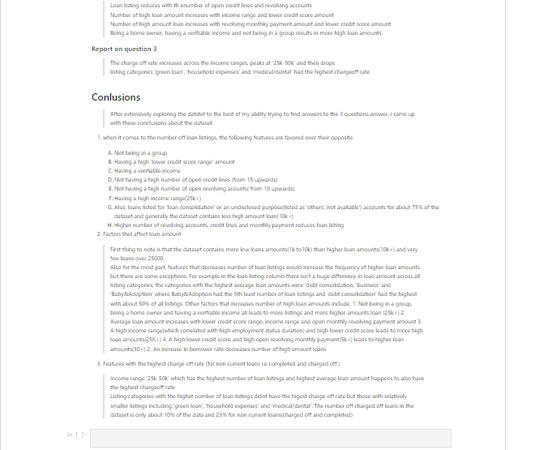 Loan listing reduces with th enumber of open credit lines and revolving accounts
Number of high loan amount increases with income range and lower credit score amount
Number of high loan amount increases with revolving monthly payment amount and lower credit score amount
Being a home owner, having a verifiable income and not being in a group results in more high loan amounts.
Report on question 3
The charge off rate increases across the income ranges, peaks at '25k 50k' and then drops
listing categories 'green loan', 'household expenses' and 'medical/dental' had the highest chargeoff rate
Conlusions
After extensively exploring the datstet to the best of my ability trying to find answers to the 3 questions answer, i came up
with these conclusions about the dataset.
1. when it comes to the number off loan listings, the following features are favored over their opposite
A. Not being in a group
B. Having a high 'lower credit score range' amount
C. Having a verifiable income
D. Not having a high number of open credit lines (from 15 upwards)
E. Not having a high number of open revolving accounts( from 10 upwards)
F. Having a high income range(25k+)
G. Also, loans listed for 'loan consolidation' or an undisclosed purpose(listed as 'others','not available') accounts for about 75% of the
dataset and generally the dataset contains less high amount loan(10k+)
H. Higher number of revolving accounts, credit lines and monthly payment reduces loan listing
2. Factors that affect loan amount
First thing to note is that the dataset contains more low loans amounts(1k to10k) than higher loan amounts(10k+) and very
few loans over 25000.
Also for the most part, features that decreases number of loan listings would increase the frequency of higher loan amounts
but there are some exceptions. For example in the loan listing column there isn't a huge difference in loan amount across all
listing categories, the categories with the highest average loan amounts were 'debt consolidation, 'business' and
'Baby&Adoption' where Baby&Adoption had the 5th least number of loan listings and 'debt consolidation' had the highest
with about 50% of all listings. Other factors that increases number of high loan amounts include: 1. Not being in a group,
being a home owner and having a verifiable income all leads to more listings and more higher amounts loan (25k+) 2.
Average loan amount increases with lower credit score range, income range and open monthly revolving payment amount 3.
A high income range(which correlated with high employment status duration) and high lower credit score leads to more high
loan amounts(25K+) 4. A high lower credit score and high open revolving payment(5k+) leads to higher loan
amounts(10+) 2. An increase in borrower rate decreases number of high amount loans
3. Features with the highest charge off rate (for non current loans i.e completed and charged off )
Income range '25k 50k' which has the highest number of loan listings and highest average loan amount happens to also have
the highest chargeoff rate
Listing categories with the highet number of loan listings didnt have the higest charge off rate but those with relatively
smaller listings including 'green loan', 'household expenses' and 'medical/dental'. The number off charged off loans in the
dataset is only about 10% of the data and 23% for non current loans(charged off and completed)
In [ ]: